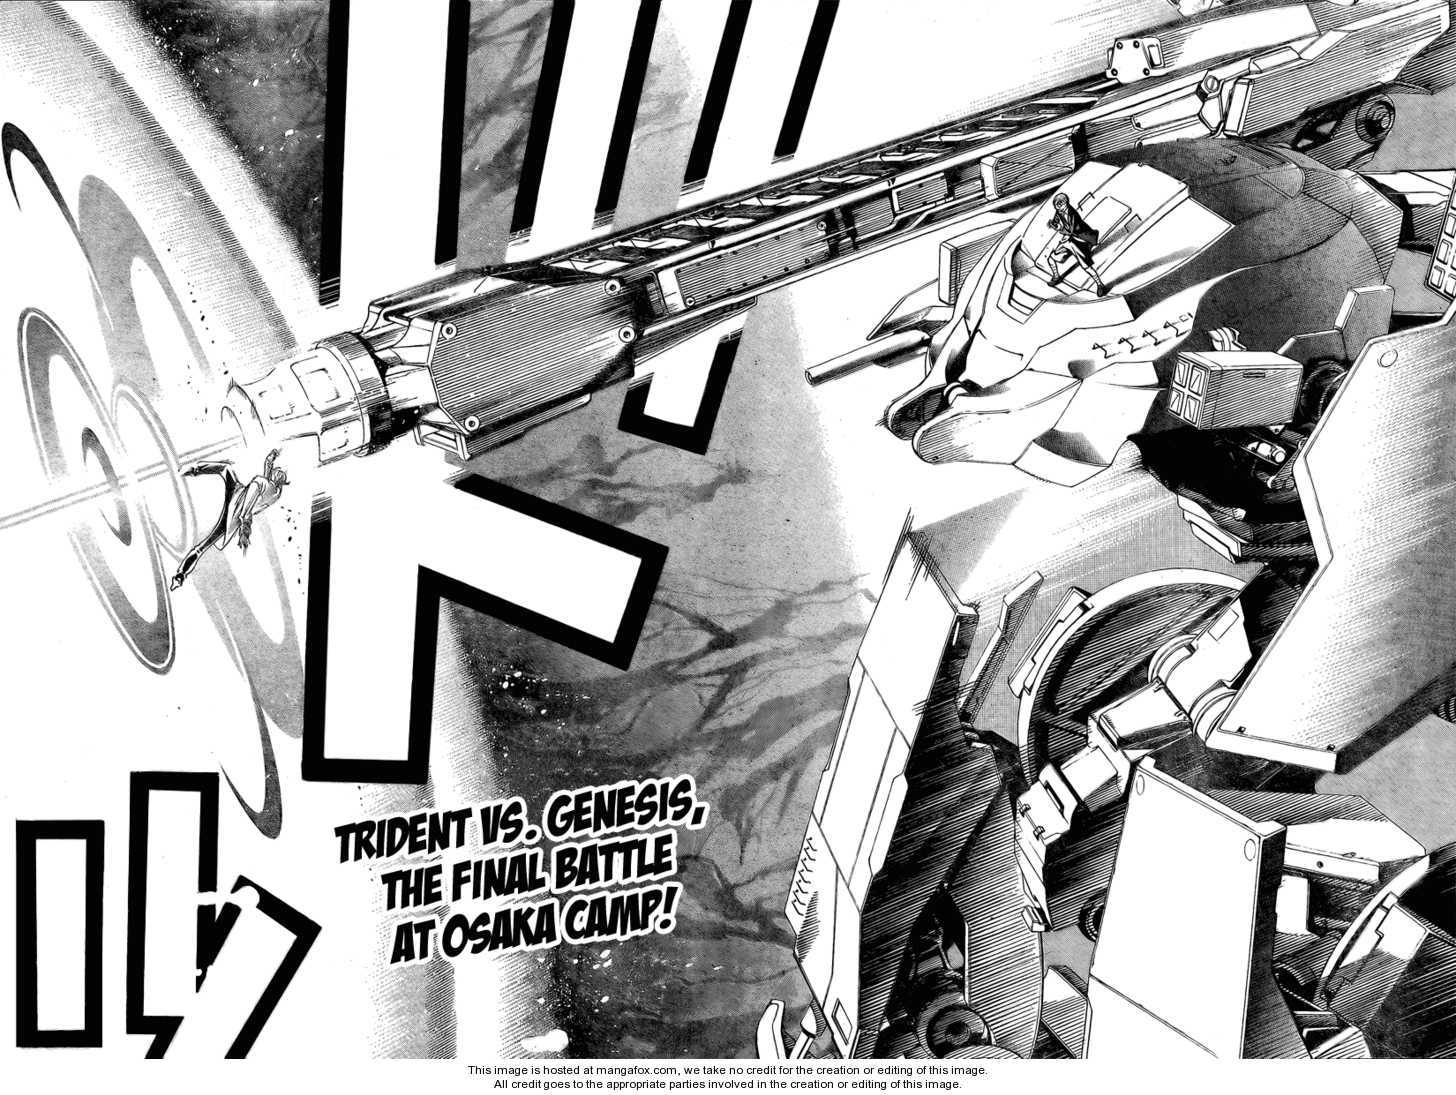 ドッ
TRIDENT VS. GENESIS,
THE FINAL BATTLE
AT OSAKA CAMP!
This image is hosted at mangafox.com, we take no credit for the creation or editing of this image.
All credit goes to the appropriate parties involved in the creation or editing of this image.